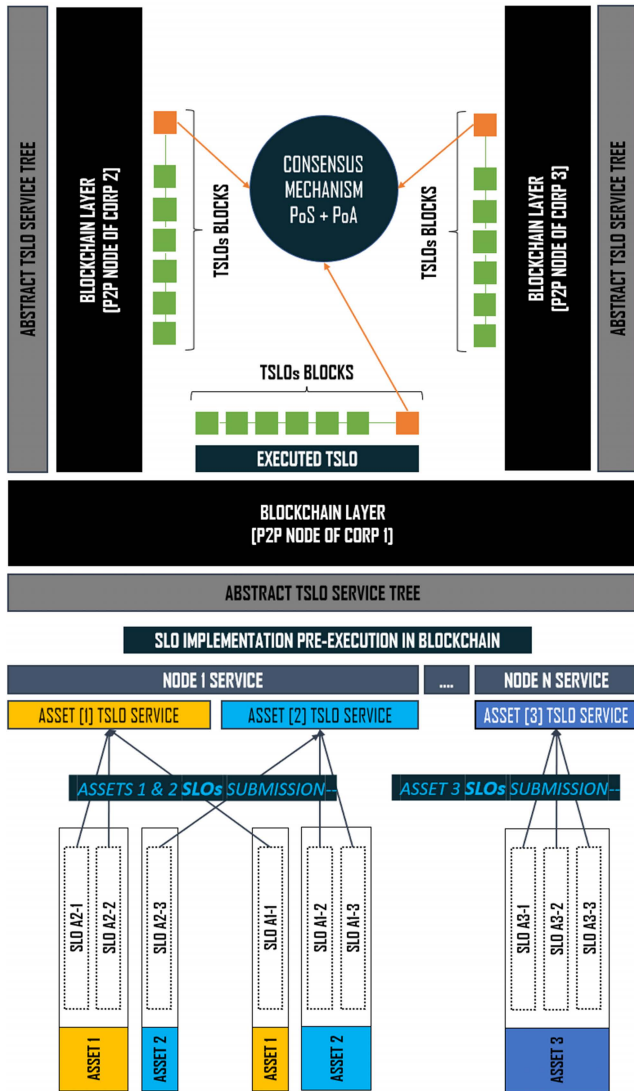 ABSTRACT TSLO SERVICE TREE
BLOCKCHAIN LAYER
[P2P NODE OF CORP 2]
TSLOs BLOCKS
CONSENSUS
MECHANISM
PoS + PoA
TSLOs BLOCKS
BLOCKCHAIN LAYER
[P2P NODE OF CORP 3]
ABSTRACT TSLO SERVICE TREE
TSLOs BLOCKS
EXECUTED TSLO
BLOCKCHAIN LAYER
[P2P NODE OF CORP 1]
ABSTRACT TSLO SERVICE TREE
SLO IMPLEMENTATION PRE-EXECUTION IN BLOCKCHAIN
NODE 1 SERVICE
....
NODE N SERVICE
ASSET [1] TSLO SERVICE
ASSET [2] TSLO SERVICE
ASSET [3] TSLO SERVICE
ASSETS 1 & 2 SLOs SUBMISSION--
ASSET 3 SLOs SUBMISSION--
SLO A2-1
SLO A2-2
SLO A2-3
SLO A1-1
SLO A1-2
SLO A1-3
SLO A3-1
SLO A3-2
SLO A3-3
ASSET 1
ASSET 2
ASSET 1
ASSET 2
ASSET 3